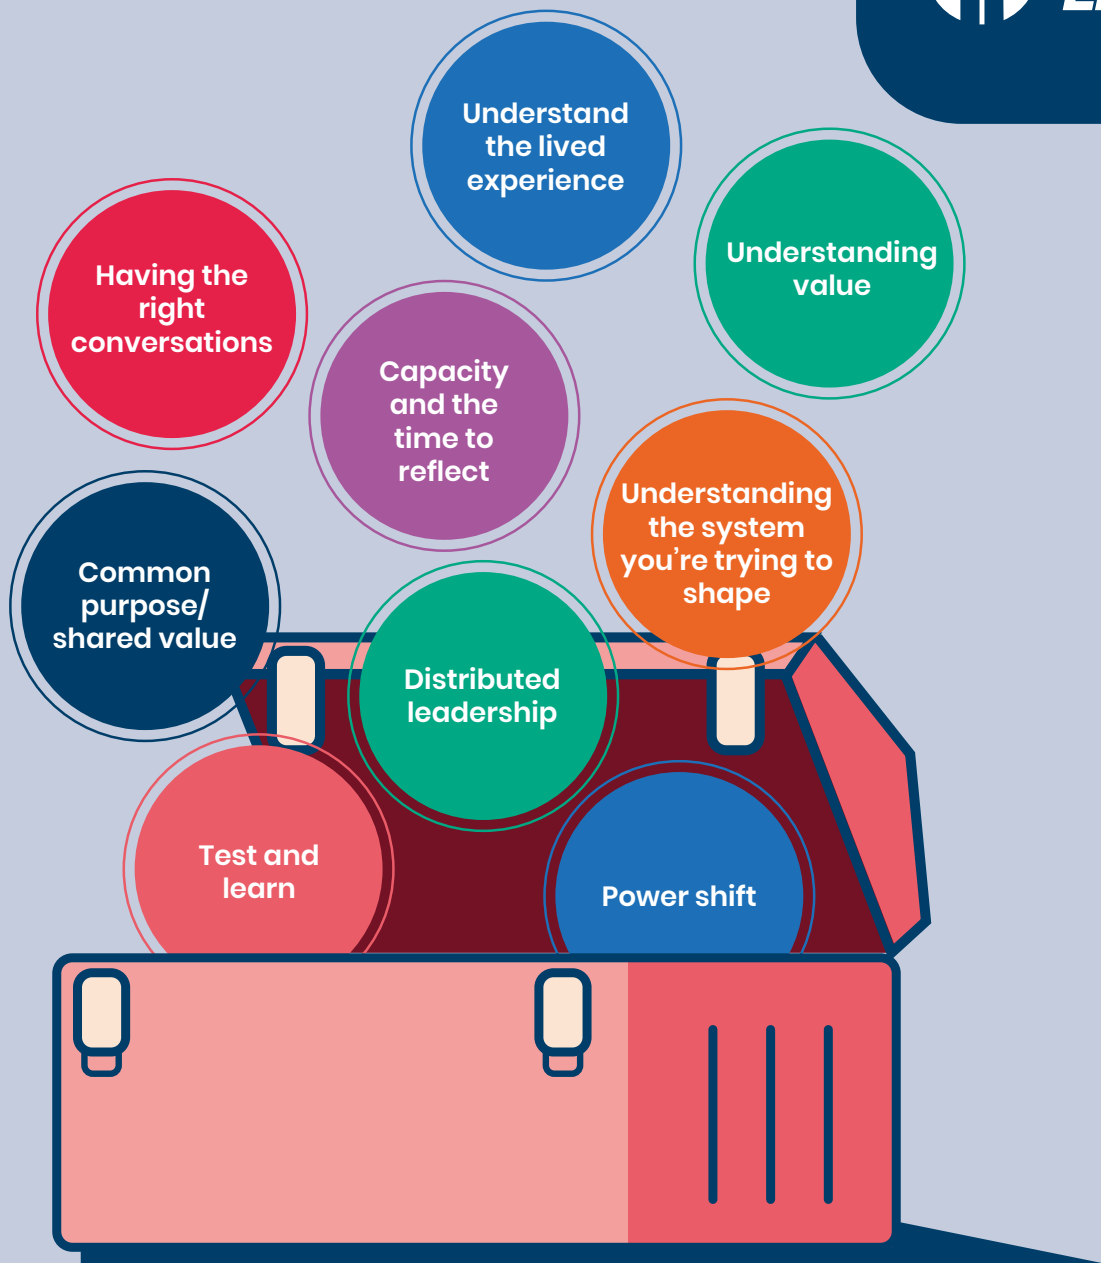 Understand
the lived
experience
Understanding
value
Having the
right
conversations
Capacity
and the
time to
reflect
Understanding
the system
you’re trying to
shape
Common
purpose/
shared value
Distributed
leadership
Test and
learn
Power shift